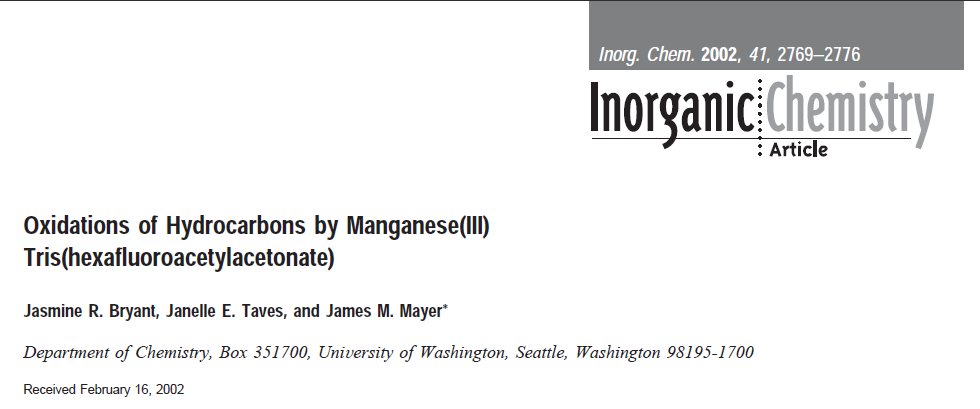 Inorg. Chem. 2002, 41, 2769−2776
Inorganic Chemistry
Article
Oxidations of Hydrocarbons by Manganese(III)
Tris(hexafluoroacetylacetonate)
Jasmine R. Bryant, Janelle E. Taves, and James M. Mayer*
Department of Chemistry, Box 351700, University of Washington, Seattle, Washington 98195-1700
Received February 16, 2002